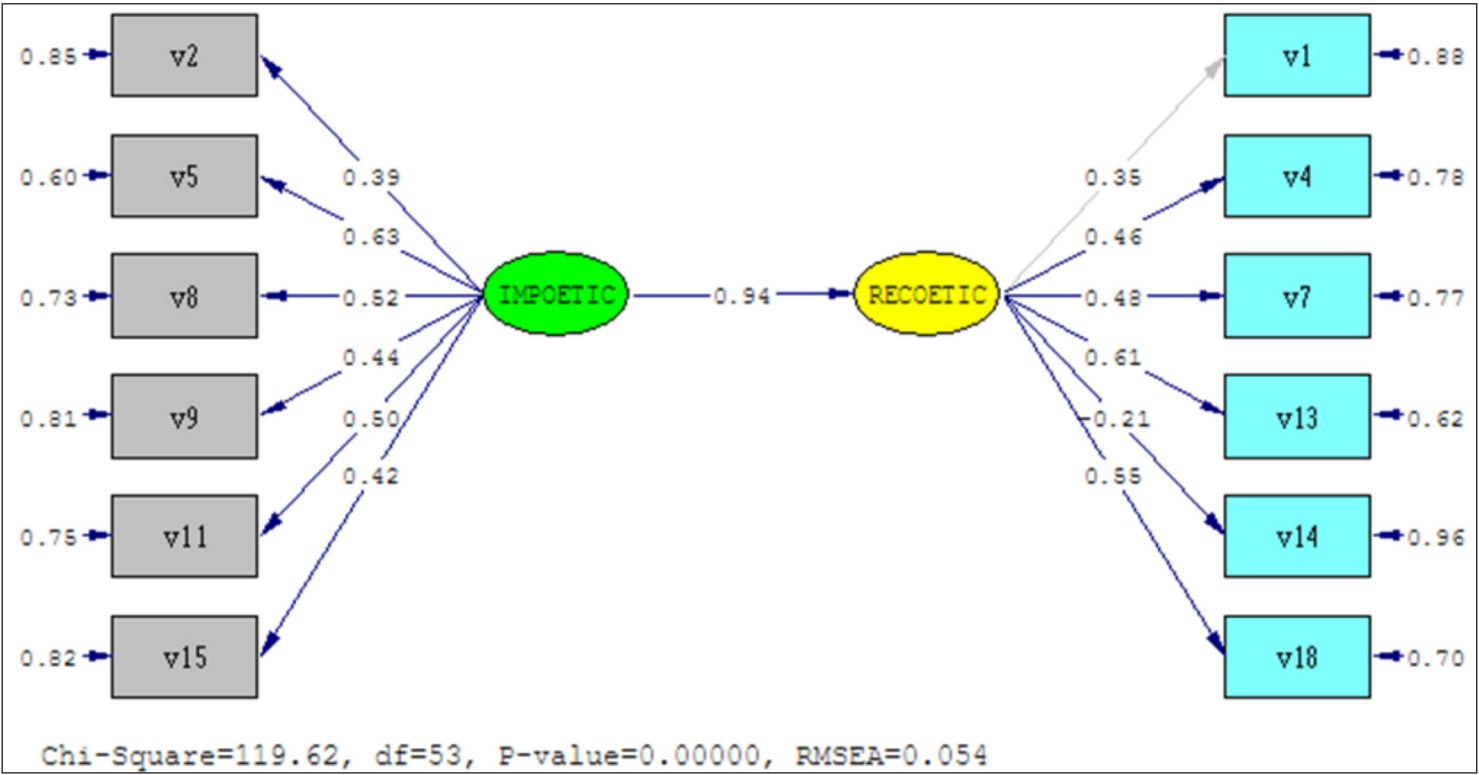 0.85 v2 v1 0.88
0.39 0.35
0.60 v5 v4 0.78
0.63 0.46
0.73 v8 0.52 IMPOETIC 0.94 RECOETIC 0.48 v7 0.77
0.44 0.61
0.81 v9 0.50 -0.21 v13 0.62
0.42 0.55
0.75 v11 v14 0.96
0.82 v15 v18 0.70
Chi-Square=119.62, df=53, P-value=0.00000, RMSEA=0.054